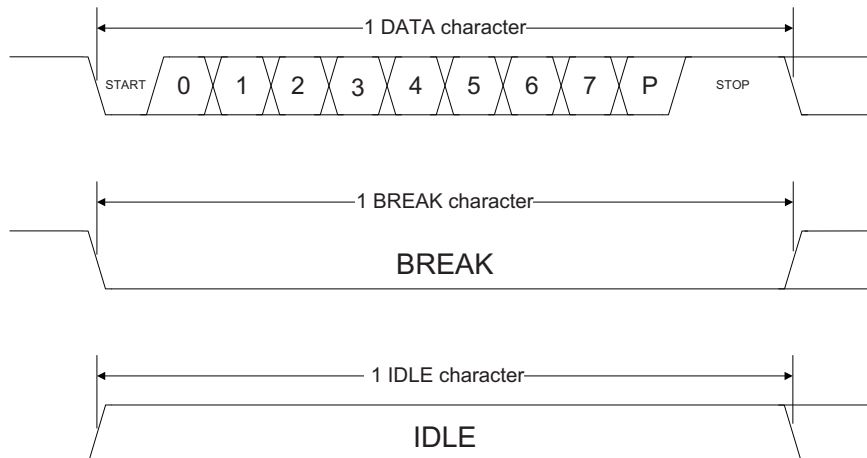 1 DATA character
START 0 1 2 3 4 5 6 7 P STOP
1 BREAK character
BREAK
1 IDLE character
IDLE